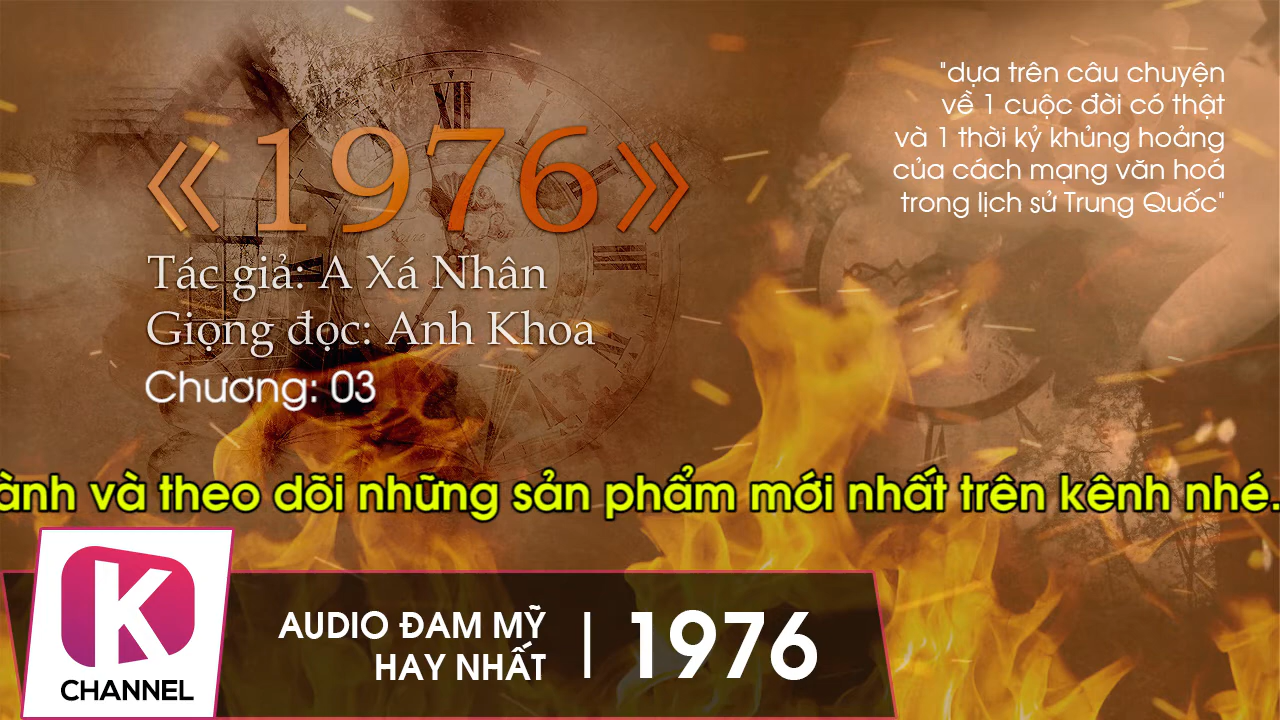 "dựa trên câu chuyện
về 1 cuộc đời có thật
và 1 thời kỳ khủng hoảng
của cách mạng văn hoá
trong lịch sử Trung Quốc"
«1976»
Tác giả: A Xá Nhân
Giọng đọc: Anh Khoa
Chương: 03
ành và theo dõi những sản phẩm mới nhất trên kênh nhé.
K
CHANNEL
AUDIO ĐAM MỸ
HAY NHẤT
1976